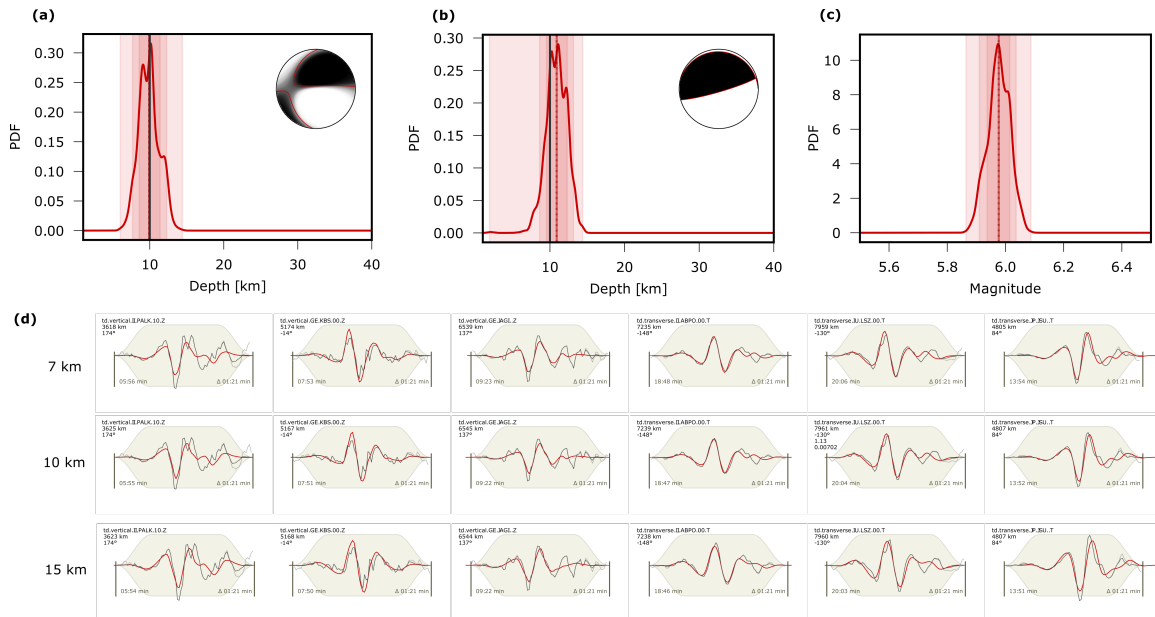 (a)
PDF
0.30
0.25
0.20
0.15
0.10
0.05
0.00
10
20
30
40
Depth [km]
(b)
PDF
0.30
0.25
0.20
0.15
0.10
0.05
0.00
10
20
30
40
Depth [km]
(c)
PDF
10
8
6
4
2
0
5.6
5.8
6.0
6.2
6.4
Magnitude
(d)
7 km
td.vertical.II.PALK.10.Z
3618 km
174°
05:56 min
Δ 01:21 min
td.vertical.GE.KBS.00.Z
5174 km
-14°
07:53 min
Δ 01:21 min
td.vertical.GE.JAGI..Z
6539 km
137°
09:23 min
Δ 01:21 min
td.transverse.II.ABPO.00.T
7235 km
-148°
18:48 min
Δ 01:21 min
td.transverse.IU.LSZ.00.T
7959 km
-130°
20:06 min
Δ 01:21 min
td.transverse.JP.JSU..T
4805 km
84°
13:54 min
Δ 01:21 min
10 km
td.vertical.II.PALK.10.Z
3625 km
174°
05:55 min
Δ 01:21 min
td.vertical.GE.KBS.00.Z
5167 km
-14°
07:51 min
Δ 01:21 min
td.vertical.GE.JAGI..Z
6545 km
137°
09:22 min
Δ 01:21 min
td.transverse.II.ABPO.00.T
7239 km
-148°
18:47 min
Δ 01:21 min
td.transverse.IU.LSZ.00.T
7961 km
-130°
1.13
0.00702
20:04 min
Δ 01:21 min
td.transverse.JP.JSU..T
4807 km
84°
13:52 min
Δ 01:21 min
15 km
td.vertical.II.PALK.10.Z
3623 km
174°
05:54 min
Δ 01:21 min
td.vertical.GE.KBS.00.Z
5168 km
-14°
07:50 min
Δ 01:21 min
td.vertical.GE.JAGI..Z
6544 km
137°
09:22 min
Δ 01:21 min
td.transverse.II.ABPO.00.T
7238 km
-148°
18:46 min
Δ 01:21 min
td.transverse.IU.LSZ.00.T
7960 km
-130°
20:03 min
Δ 01:21 min
td.transverse.JP.JSU..T
4807 km
84°
13:51 min
Δ 01:21 min